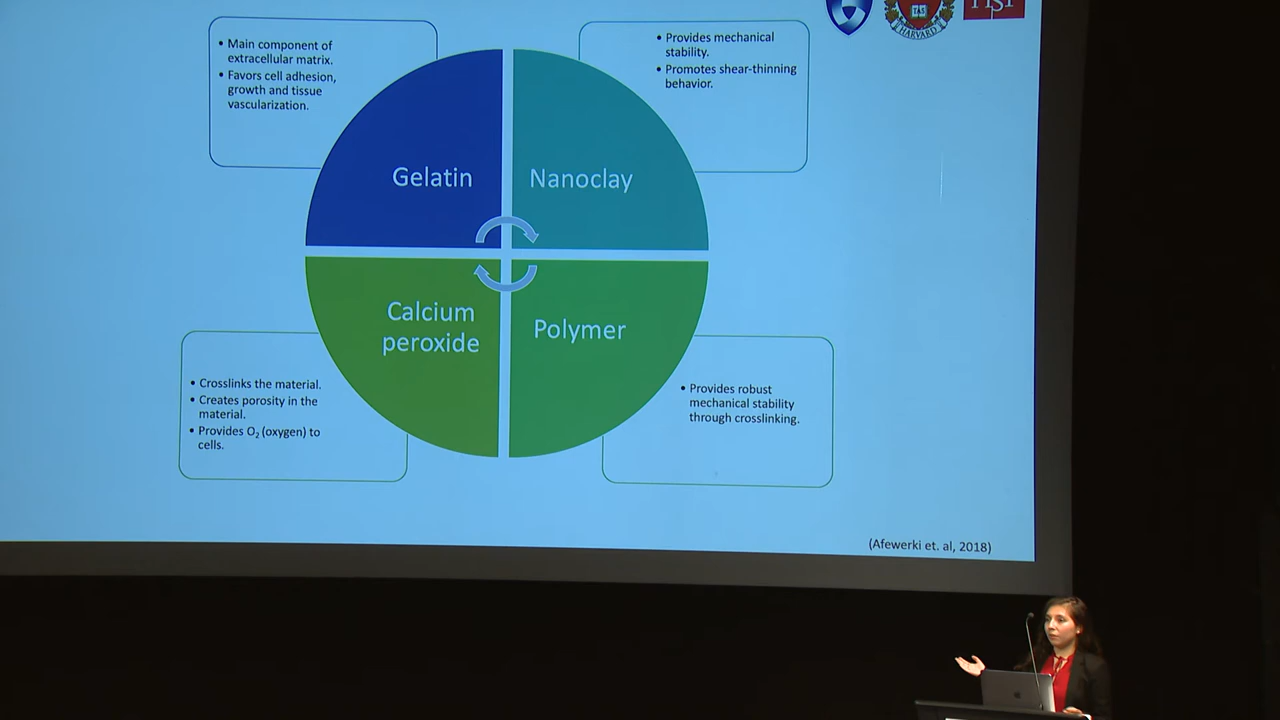 • Main component of
extracellular matrix.
• Favors cell adhesion,
growth and tissue
vascularization.
• Provides mechanical
stability.
• Promotes shear-thinning
behavior.
HARVARD
Gelatin
Nanoclay
Calcium
peroxide
Polymer
• Crosslinks the material.
• Creates porosity in the
material.
• Provides O₂ (oxygen) to
cells.
• Provides robust
mechanical stability
through crosslinking.
(Afewerki et. al, 2018)